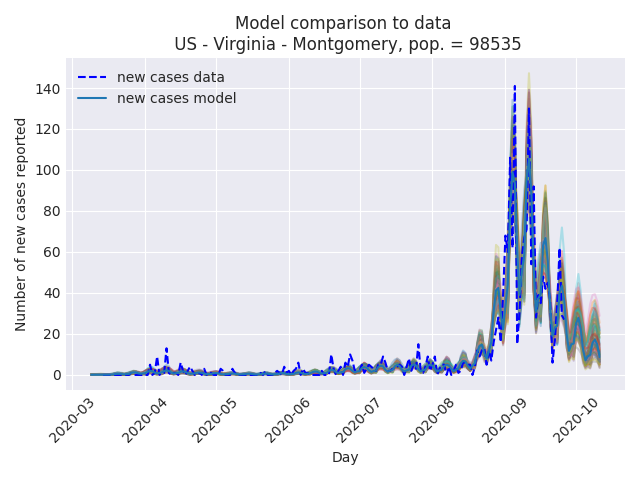 Model comparison to data
US - Virginia - Montgomery, pop. = 98535
new cases data
new cases model
Number of new cases reported
140
120
100
80
60
40
20
0
2020-03
2020-04
2020-05
2020-06
2020-07
2020-08
2020-09
2020-10
Day